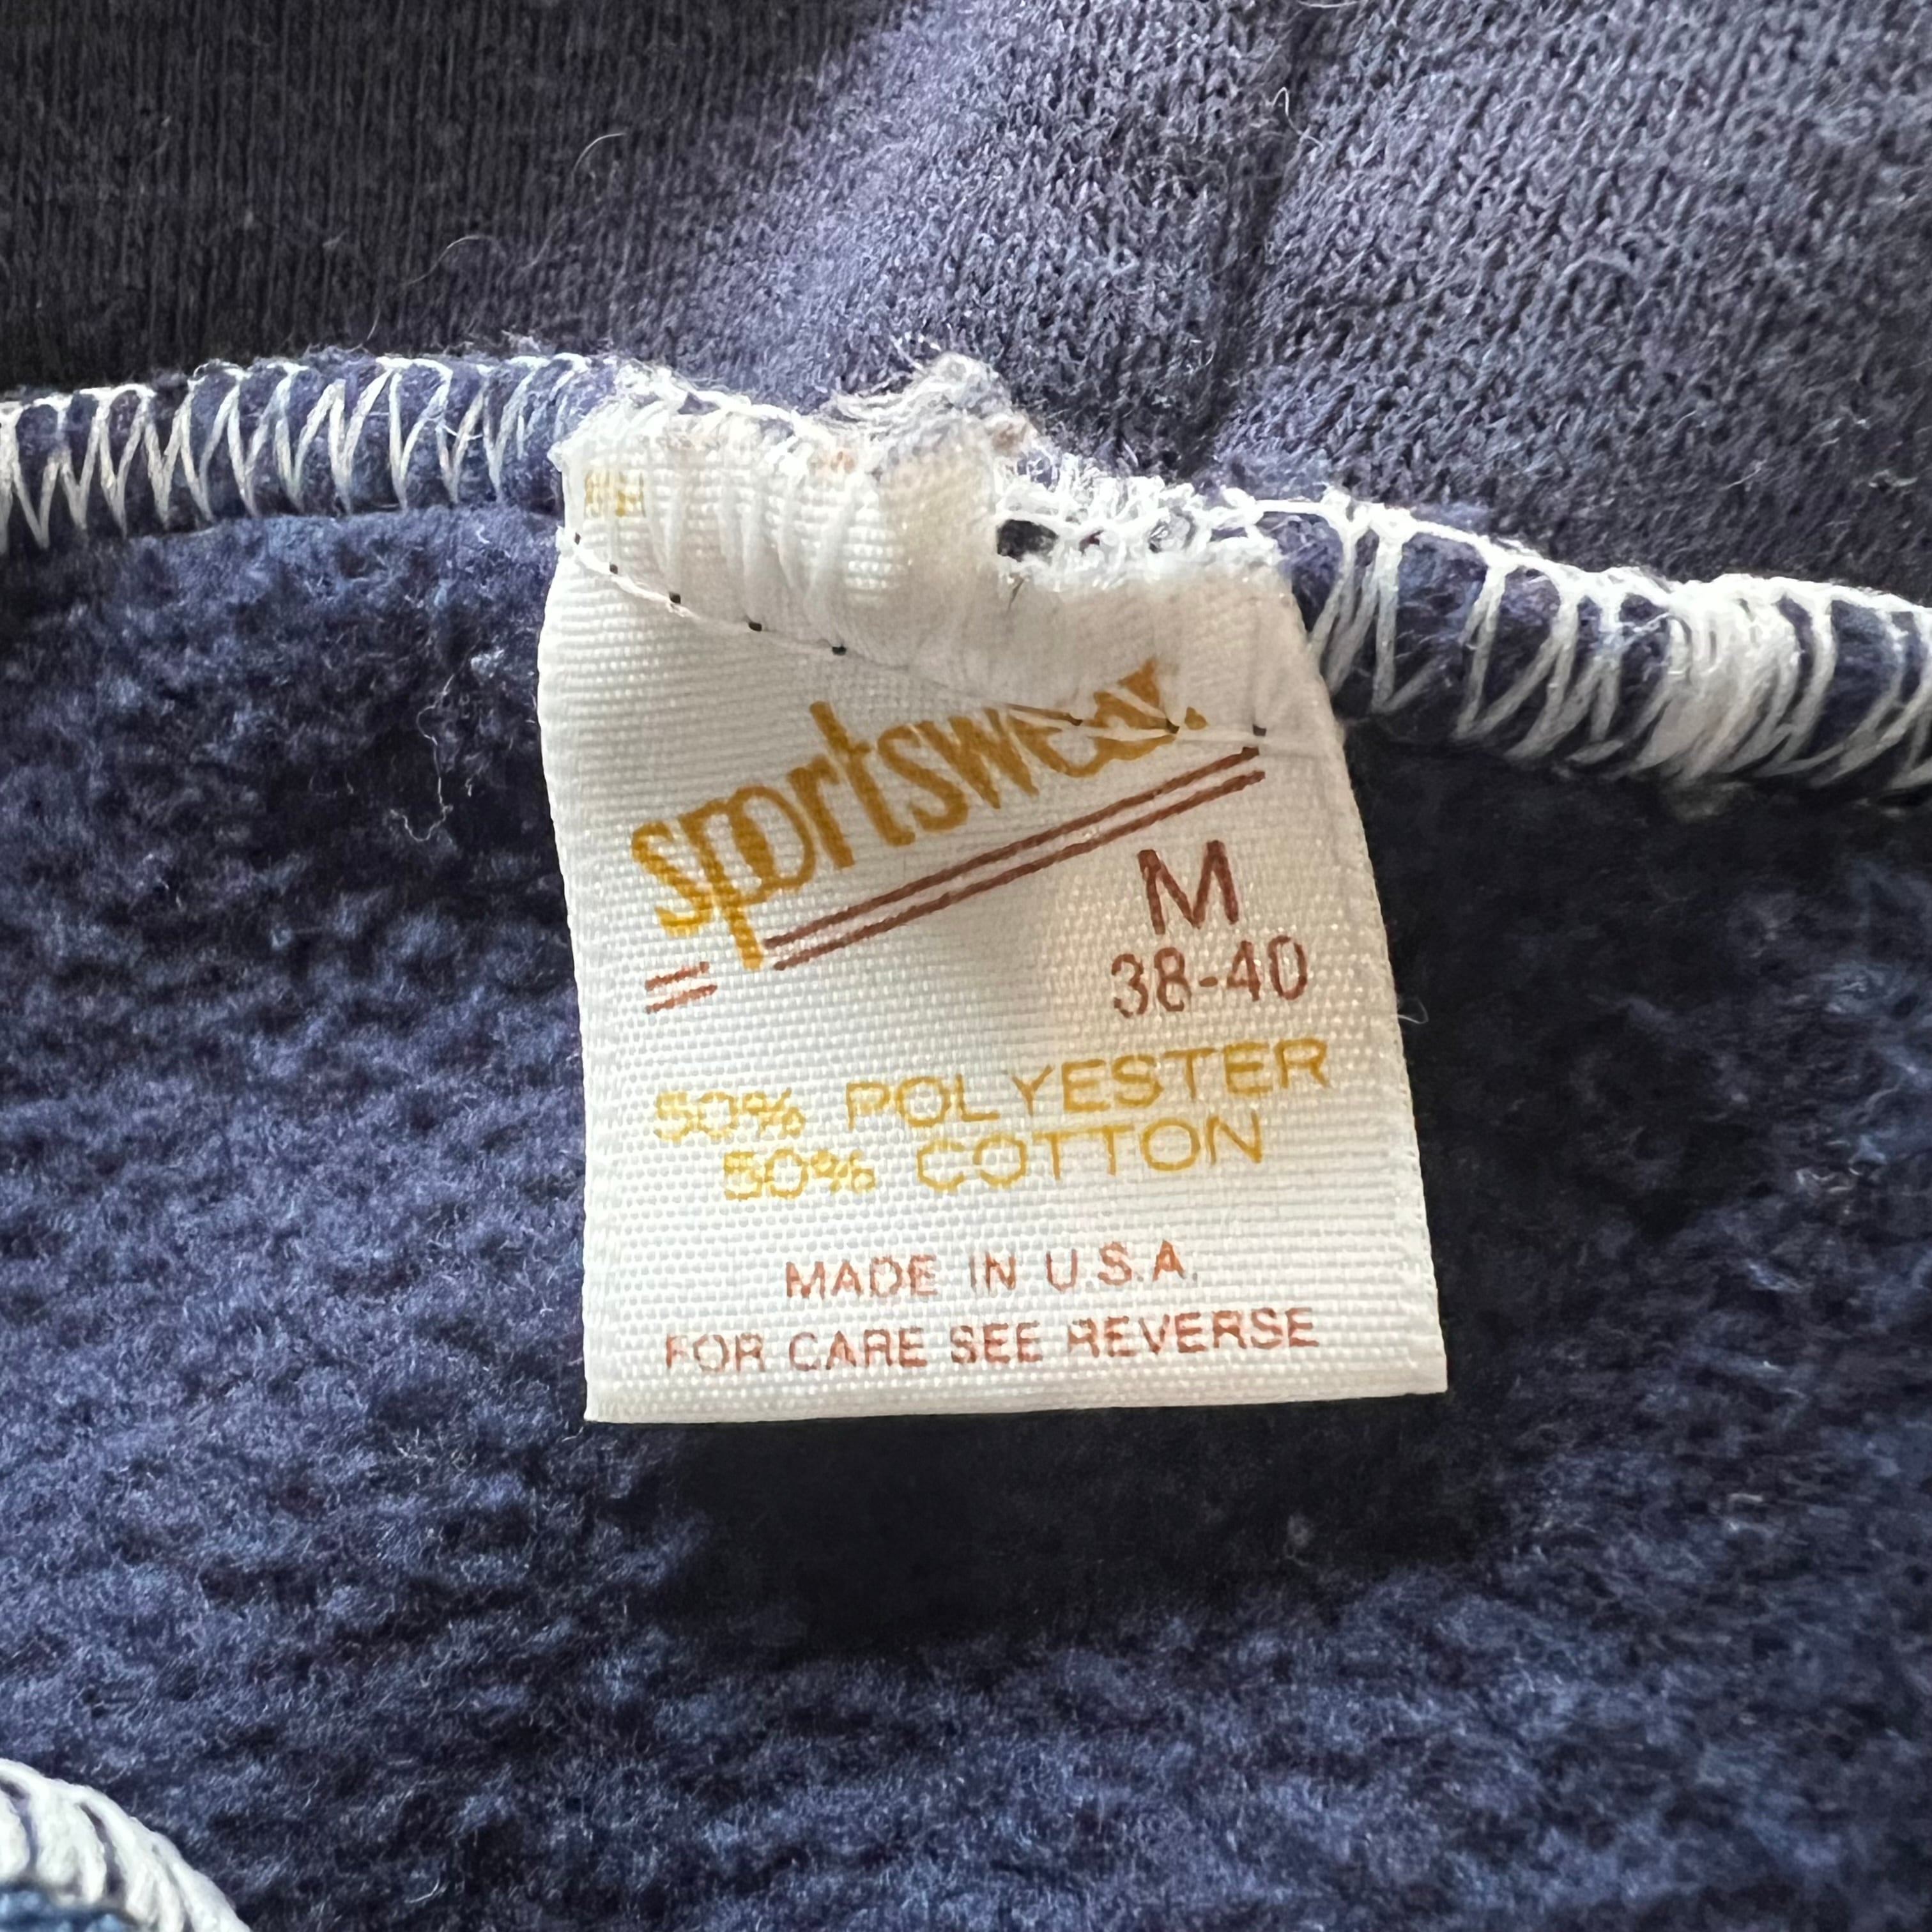 sportswear
M
38-40
50% POLYESTER
50% COTTON
MADE IN U.S.A.
FOR CARE SEE REVERSE